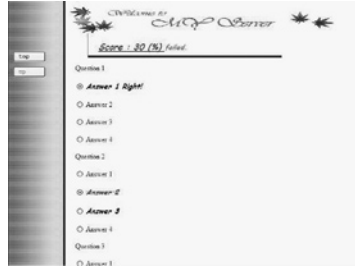 Welcome to
MY Server
Score : 30 (%) failed.
Question 1
Answer 1 Right!
Answer 2
Answer 3
Answer 4
Question 2
Answer 1
Answer 2
Answer 3
Answer 4
Question 3
Answer 1